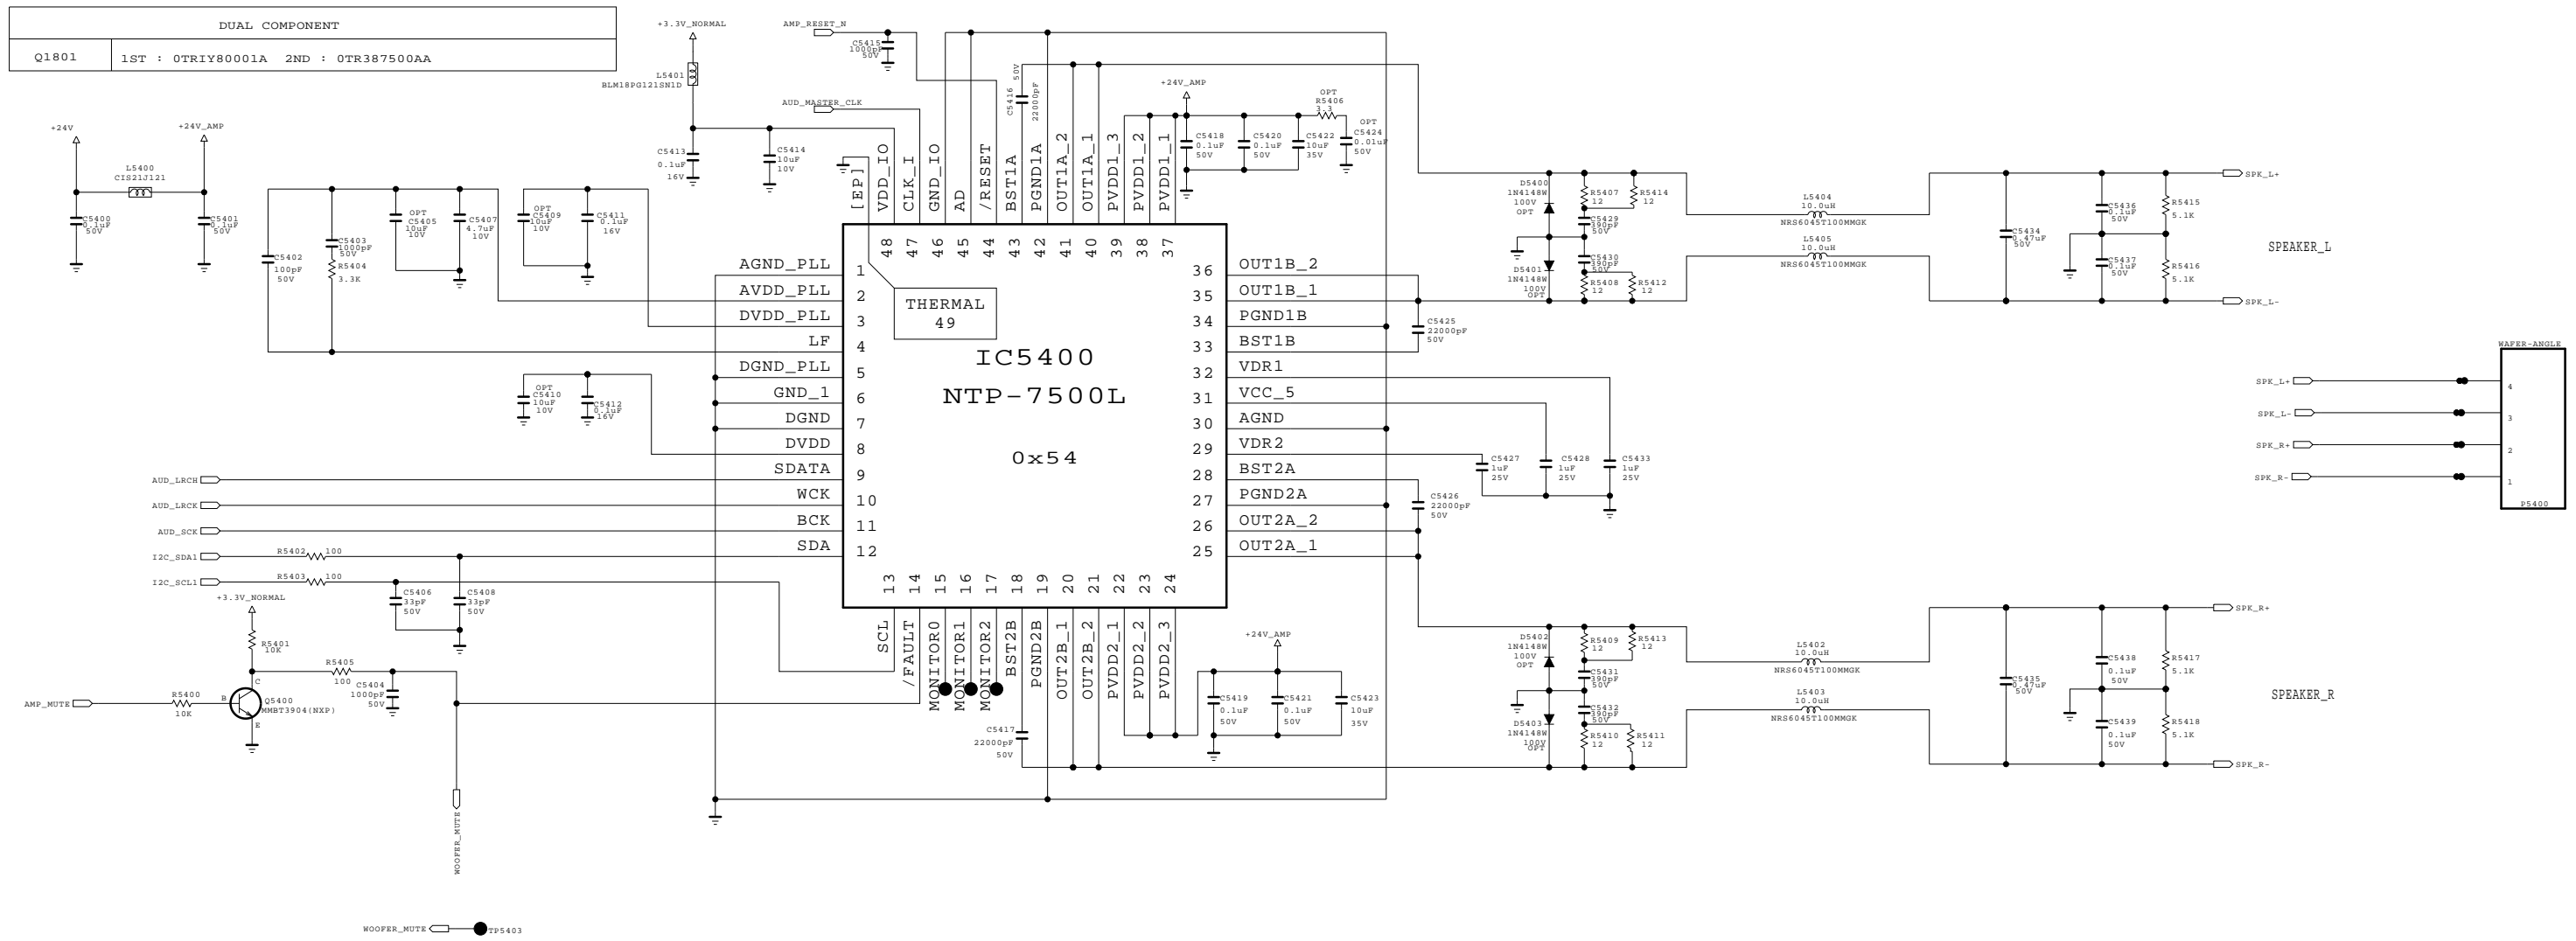 DUAL COMPONENT
Q1801 1ST : 0TRIY80001A 2ND : 0TR387500AA
+3.3V_NORMAL
L5401
BLM18PG121SN1D
AMP_RESET_N
C5415
1000pF
50V
AUD_MASTER_CLK
C5413
0.1uF
16V
C5414
10uF
10V
C5416
22000pF
50V
+24V_AMP
C5418
0.1uF
50V
C5420
0.1uF
50V
C5422
10uF
35V
OPT
R5406
3.3
OPT
C5424
0.01uF
50V
+24V
+24V_AMP
L5400
CIS21J121
C5400
0.1uF
50V
C5401
0.1uF
50V
C5402
100pF
50V
C5403
1000pF
50V
R5404
3.3K
OPT
C5405
10uF
10V
C5407
4.7uF
10V
OPT
C5409
10uF
10V
C5411
0.1uF
16V
OPT
C5410
10uF
10V
C5412
0.1uF
16V
[EP]
VDD_IO
CLK_I
GND_IO
AD
/RESET
BST1A
PGND1A
OUT1A_2
OUT1A_1
PVDD1_3
PVDD1_2
PVDD1_1
48 47 46 45 44 43 42 41 40 39 38 37
AGND_PLL 1
AVDD_PLL 2
DVDD_PLL 3
LF 4
DGND_PLL 5
GND_1 6
DGND 7
DVDD 8
SDATA 9
WCK 10
BCK 11
SDA 12
THERMAL
49
IC5400
NTP-7500L
0x54
36 OUT1B_2
35 OUT1B_1
34 PGND1B
33 BST1B
32 VDR1
31 VCC_5
30 AGND
29 VDR2
28 BST2A
27 PGND2A
26 OUT2A_2
25 OUT2A_1
13 14 15 16 17 18 19 20 21 22 23 24
SCL
/FAULT
MONITOR0
MONITOR1
MONITOR2
BST2B
PGND2B
OUT2B_1
OUT2B_2
PVDD2_1
PVDD2_2
PVDD2_3
AUD_LRCH
AUD_LRCK
AUD_SCK
I2C_SDA1
R5402 100
I2C_SCL1
R5403 100
C5406
33pF
50V
C5408
33pF
50V
+3.3V_NORMAL
R5401
10K
R5405
100
C5404
1000pF
50V
AMP_MUTE
R5400
10K
B
C
E
Q5400
MMBT3904(NXP)
WOOFER_MUTE
WOOFER_MUTE TP5403
C5417
22000pF
50V
+24V_AMP
C5419
0.1uF
50V
C5421
0.1uF
50V
C5423
10uF
35V
C5425
22000pF
50V
C5426
22000pF
50V
C5427
1uF
25V
C5428
1uF
25V
C5433
1uF
25V
D5400
1N4148W
100V
OPT
R5407
12
R5414
12
C5429
390pF
50V
C5430
390pF
50V
D5401
1N4148W
100V
OPT
R5408
12
R5412
12
L5404
10.0uH
NRS6045T100MMGK
L5405
10.0uH
NRS6045T100MMGK
C5434
0.47uF
50V
C5436
0.1uF
50V
C5437
0.1uF
50V
R5415
5.1K
R5416
5.1K
SPK_L+
SPEAKER_L
SPK_L-
WAFER-ANGLE
SPK_L+ 4
SPK_L- 3
SPK_R+ 2
SPK_R- 1
P5400
D5402
1N4148W
100V
OPT
R5409
12
R5413
12
C5431
390pF
50V
C5432
390pF
50V
D5403
1N4148W
100V
OPT
R5410
12
R5411
12
L5402
10.0uH
NRS6045T100MMGK
L5403
10.0uH
NRS6045T100MMGK
C5435
0.47uF
50V
C5438
0.1uF
50V
C5439
0.1uF
50V
R5417
5.1K
R5418
5.1K
SPK_R+
SPEAKER_R
SPK_R-